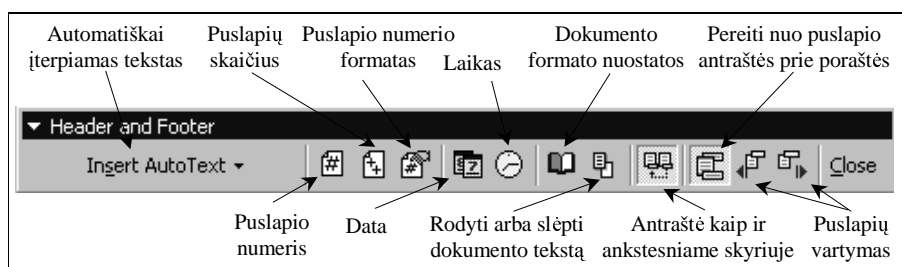 Automatiškai
įterpiamas tekstas
Puslapių
skaičius
Puslapio numerio
formatas
Laikas
Dokumento
formato nuostatos
Pereiti nuo puslapio
antraštės prie poraštės
Header and Footer
Insert AutoText
Close
Puslapio
numeris
Data
Rodyti arba slėpti
dokumento tekstą
Antraštė kaip ir
ankstesniame skyriuje
Puslapių
vartymas